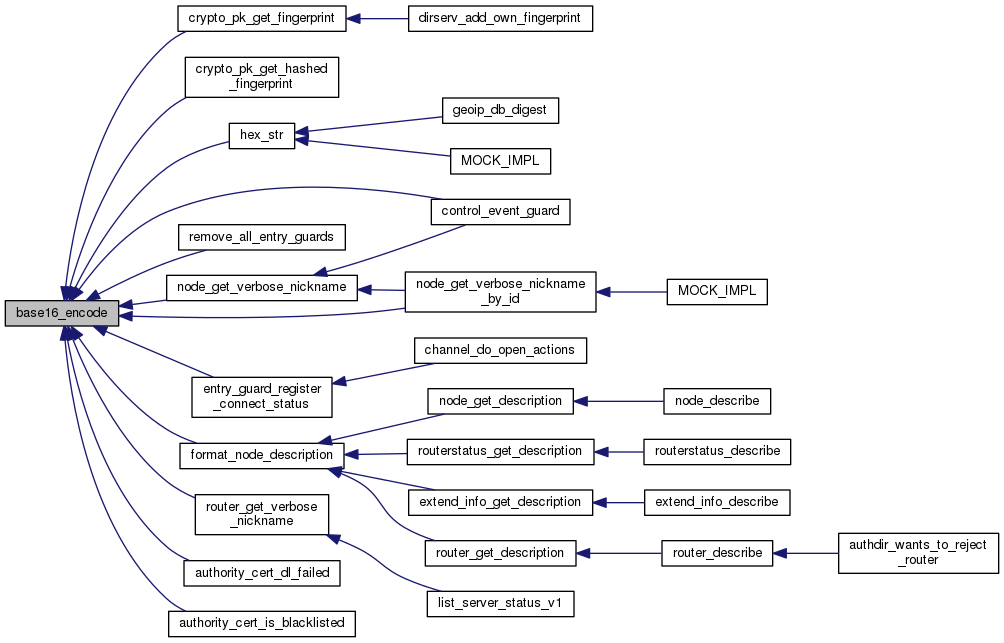 crypto_pk_get_fingerprint
dirserv_add_own_fingerprint
crypto_pk_get_hashed
_fingerprint
geoip_db_digest
hex_str
MOCK_IMPL
control_event_guard
remove_all_entry_guards
node_get_verbose_nickname
node_get_verbose_nickname
_by_id
MOCK_IMPL
base16_encode
channel_do_open_actions
entry_guard_register
_connect_status
node_get_description
node_describe
format_node_description
routerstatus_get_description
routerstatus_describe
extend_info_get_description
extend_info_describe
router_get_verbose
_nickname
router_get_description
router_describe
authdir_wants_to_reject
_router
authority_cert_dl_failed
list_server_status_v1
authority_cert_is_blacklisted